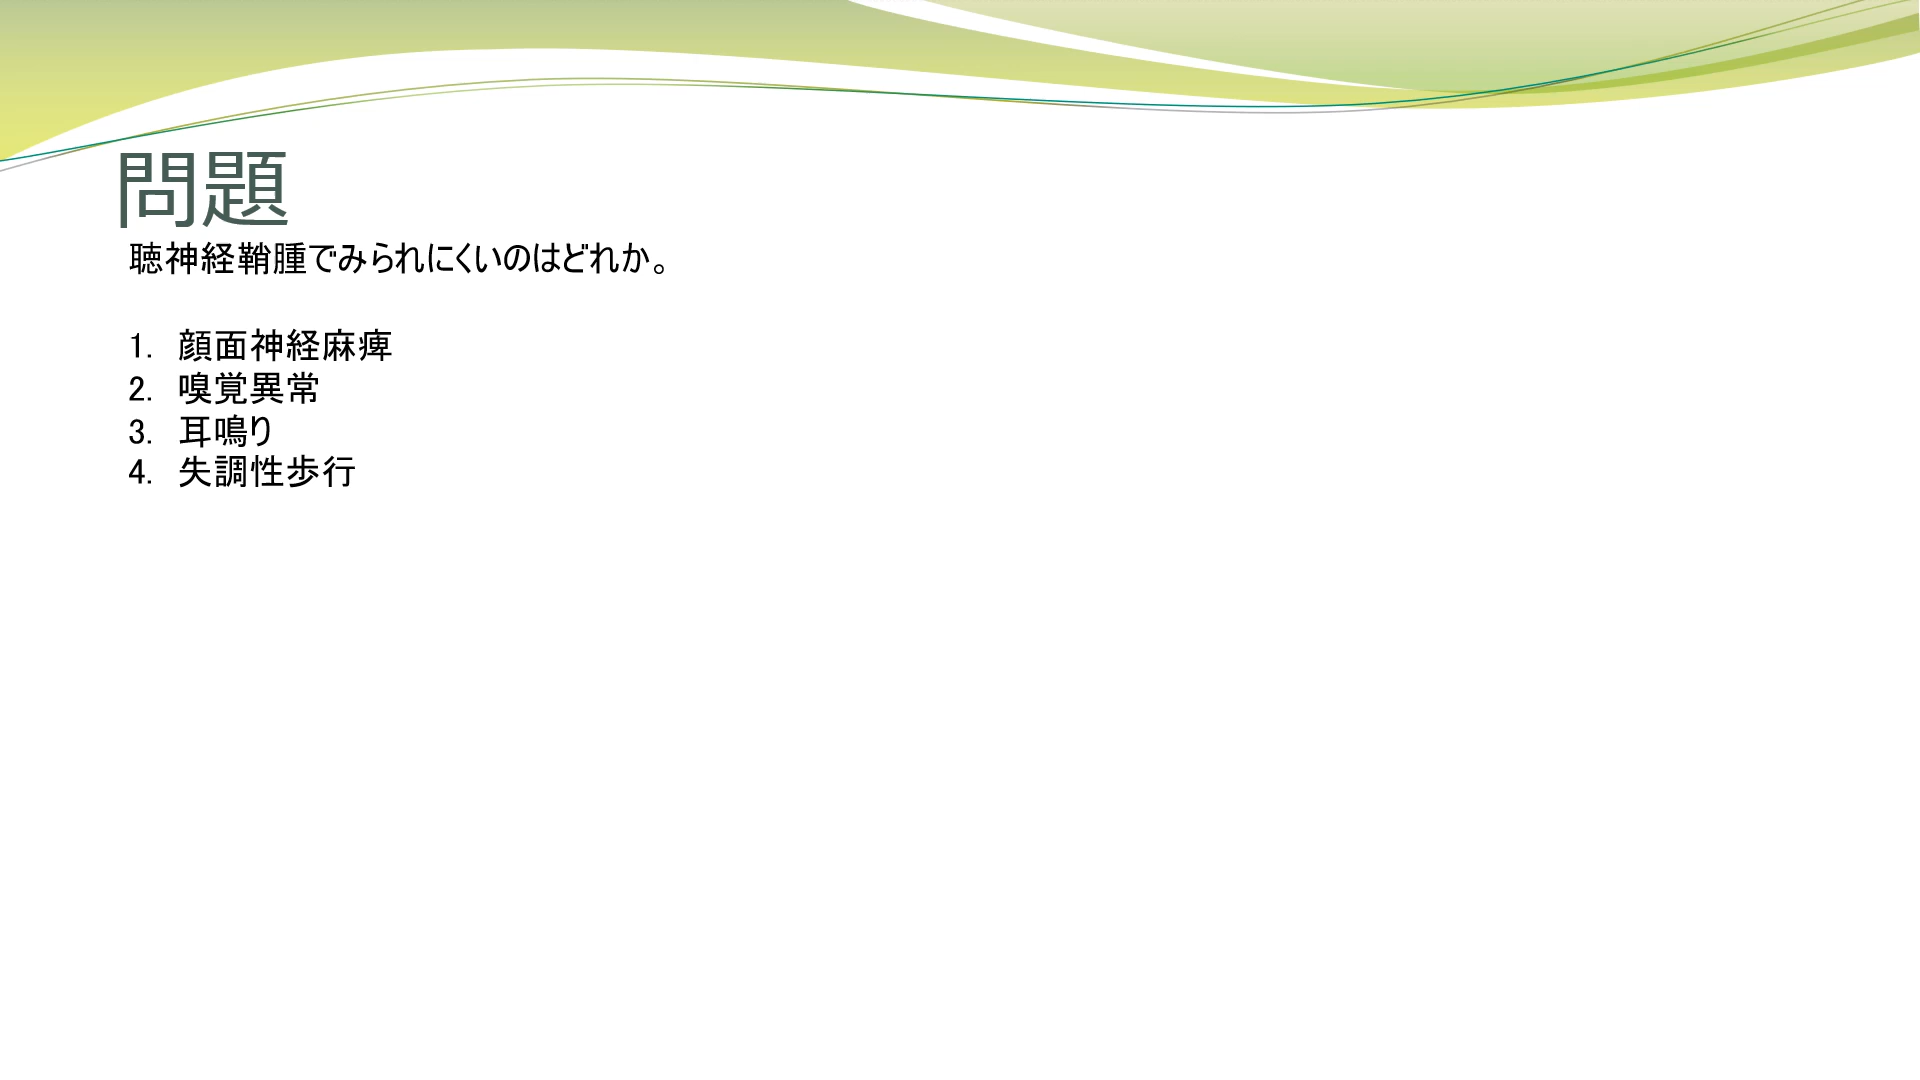 問題
聴神経鞘腫でみられにくいのはどれか。
1. 顔面神経麻痺
2. 嗅覚異常
3. 耳鳴り
4. 失調性歩行